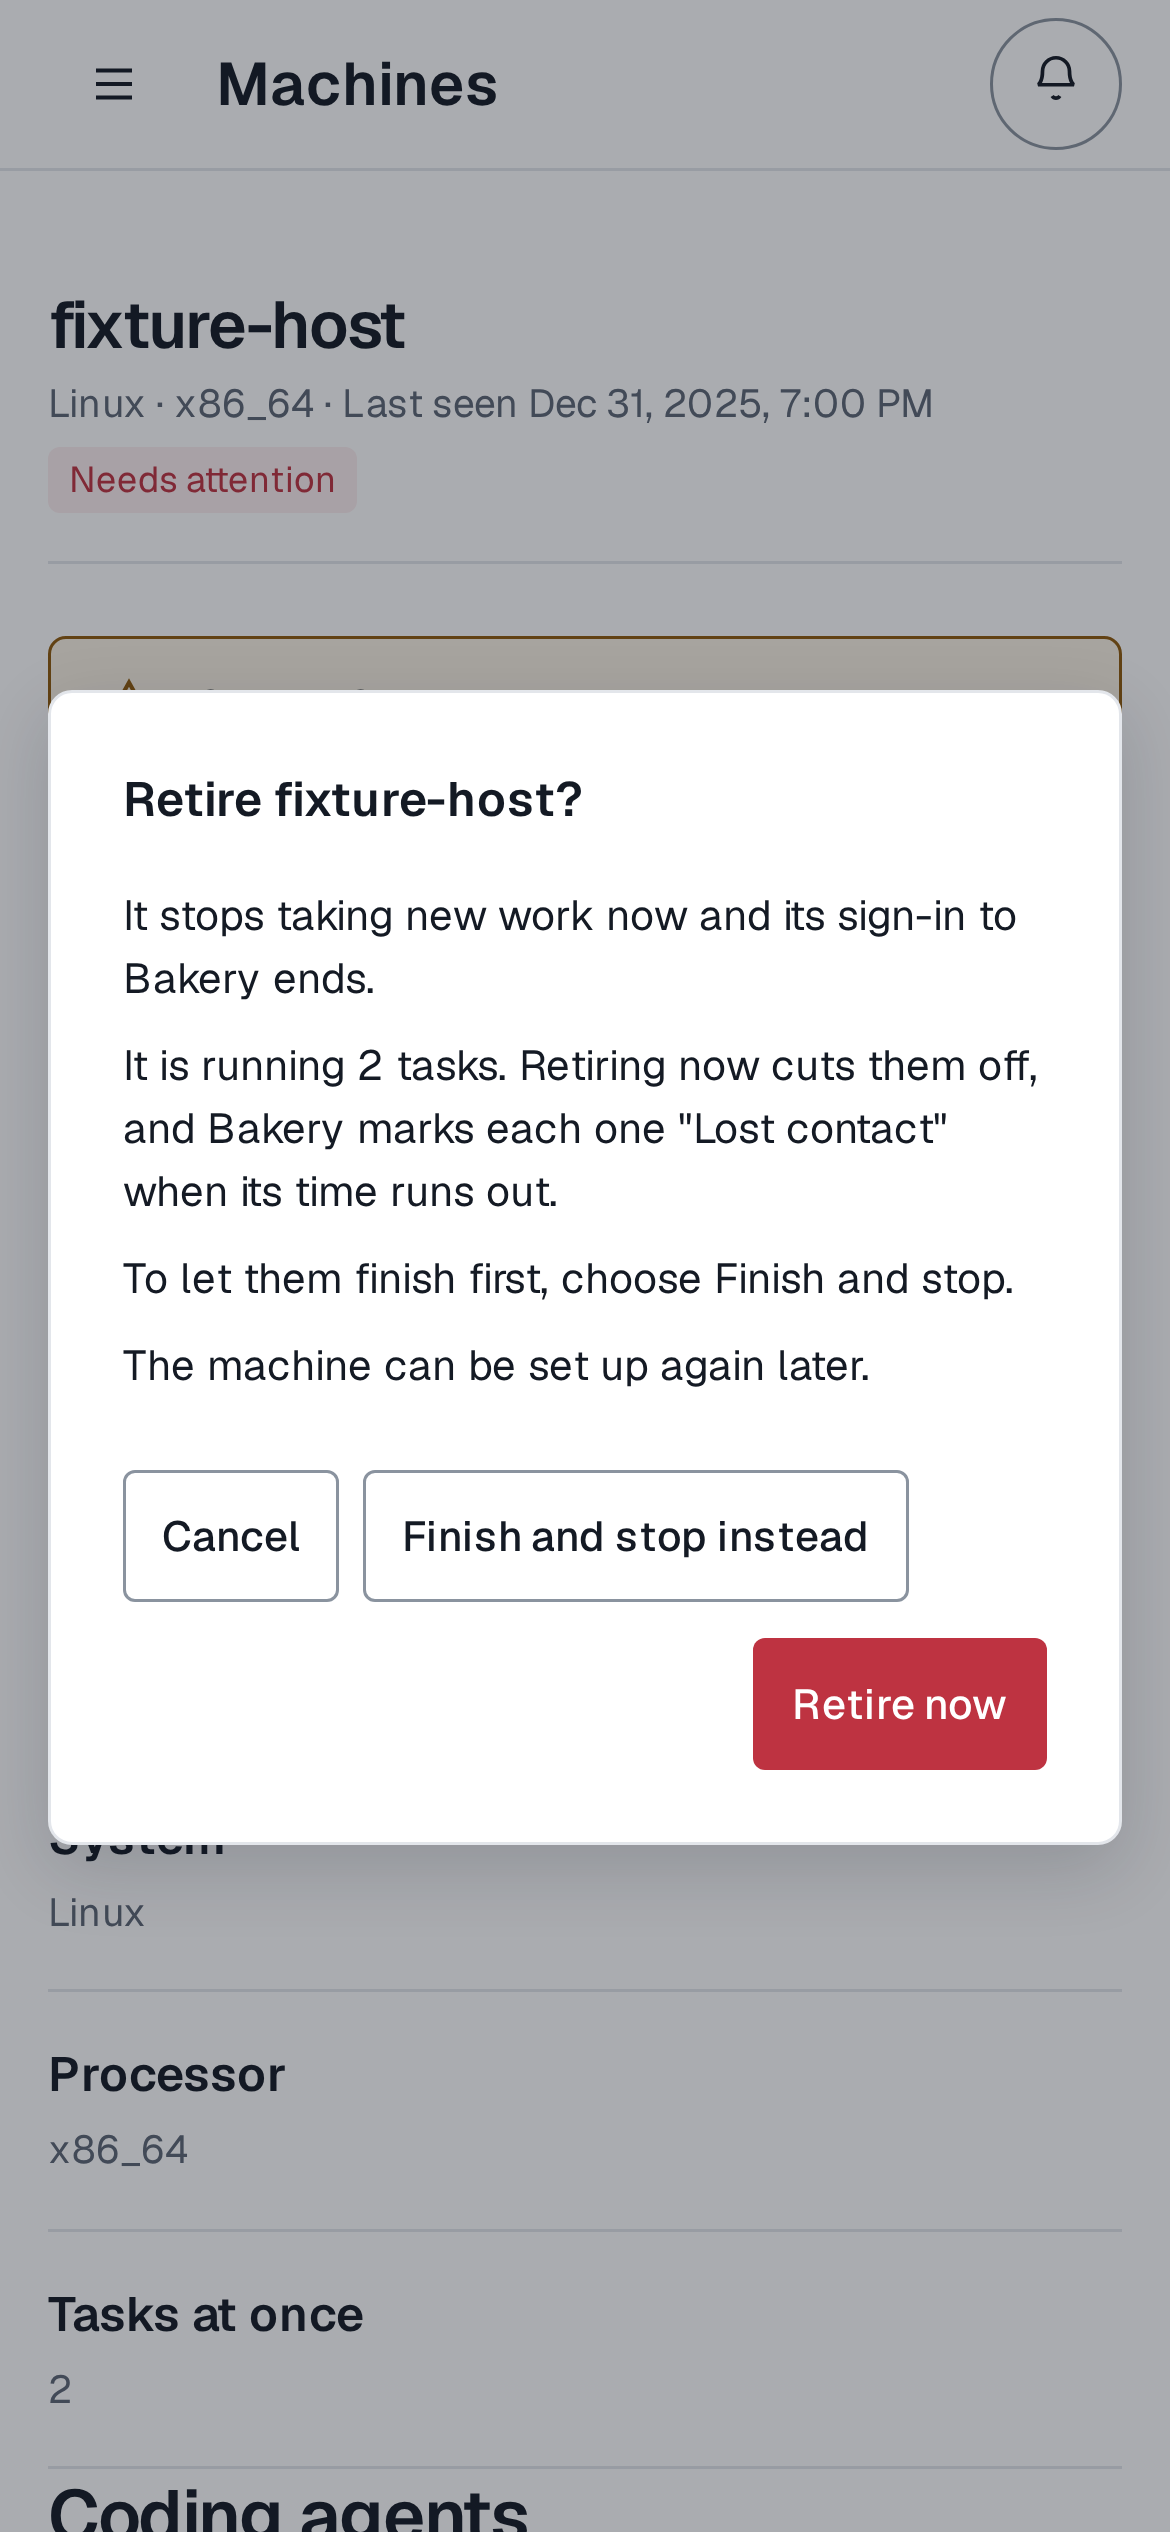 Machines
fixture-host
Linux · x86_64 · Last seen Dec 31, 2025, 7:00 PM
Needs attention
Retire fixture-host?
It stops taking new work now and its sign-in to
Bakery ends.
It is running 2 tasks. Retiring now cuts them off,
and Bakery marks each one "Lost contact"
when its time runs out.
To let them finish first, choose Finish and stop.
The machine can be set up again later.
Cancel
Finish and stop instead
Retire now
System
Linux
Processor
x86_64
Tasks at once
2
Coding agents